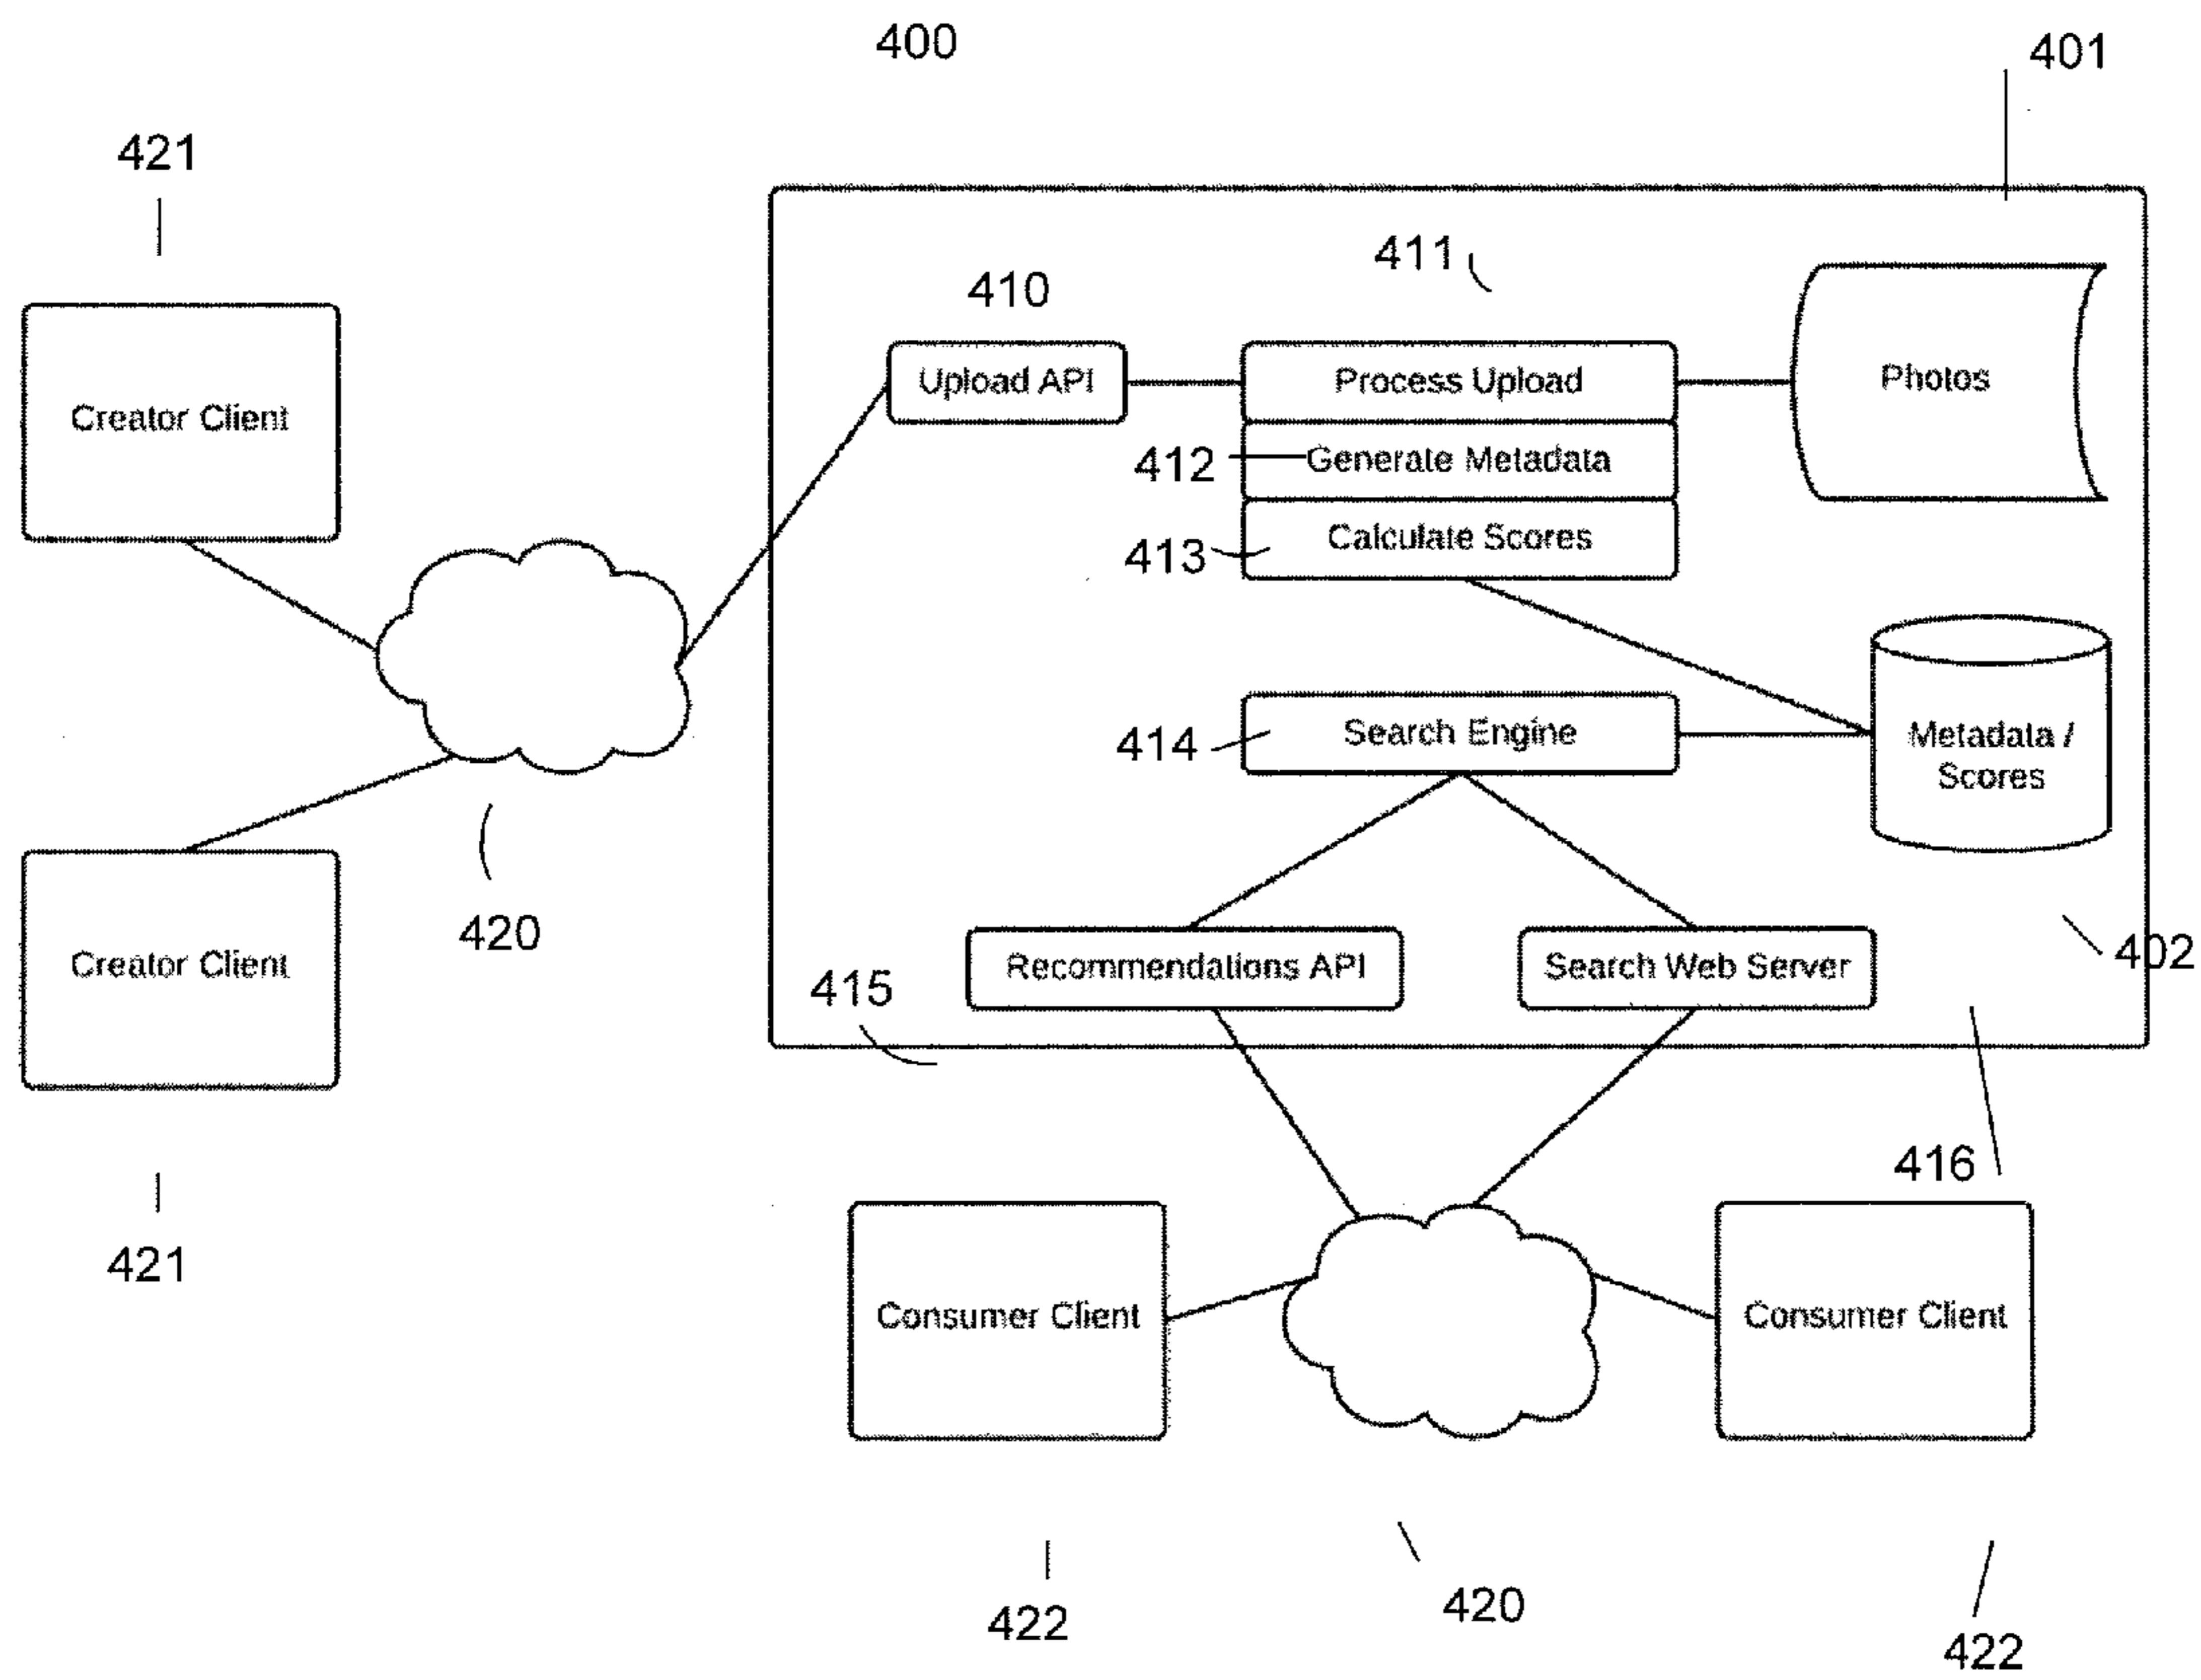 400
401
421
411
410
Creator Client
Upload API
Process Upload
Photos
412
Generate Metadata
413
Calculate Scores
414
Search Engine
Metadata /
Scores
420
Creator Client
415
Recommendations API
Search Web Server
402
421
416
Consumer Client
Consumer Client
422
420
422